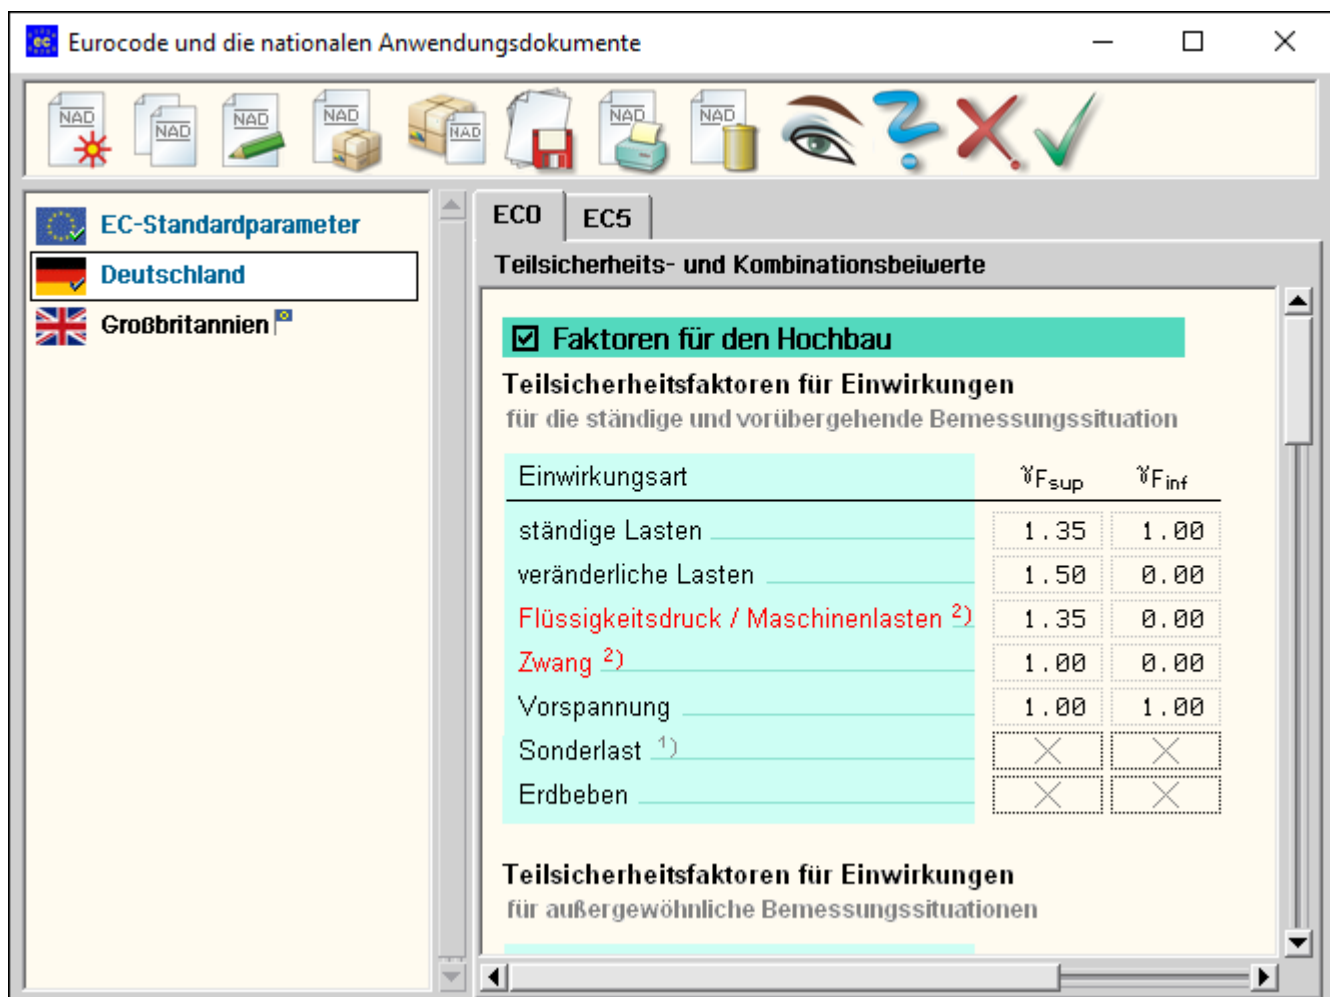 ec Eurocode und die nationalen Anwendungsdokumente
NAD NAD NAD NAD NAD NAD NAD
EC-Standardparameter
Deutschland
Großbritannien
EC0 EC5
Teilsicherheits- und Kombinationsbeiwerte
Faktoren für den Hochbau
Teilsicherheitsfaktoren für Einwirkungen
für die ständige und vorübergehende Bemessungssituation
Einwirkungsart γFsup γFinf
ständige Lasten 1.35 1.00
veränderliche Lasten 1.50 0.00
Flüssigkeitsdruck / Maschinenlasten 2) 1.35 0.00
Zwang 2) 1.00 0.00
Vorspannung 1.00 1.00
Sonderlast 1)
Erdbeben
Teilsicherheitsfaktoren für Einwirkungen
für außergewöhnliche Bemessungssituationen